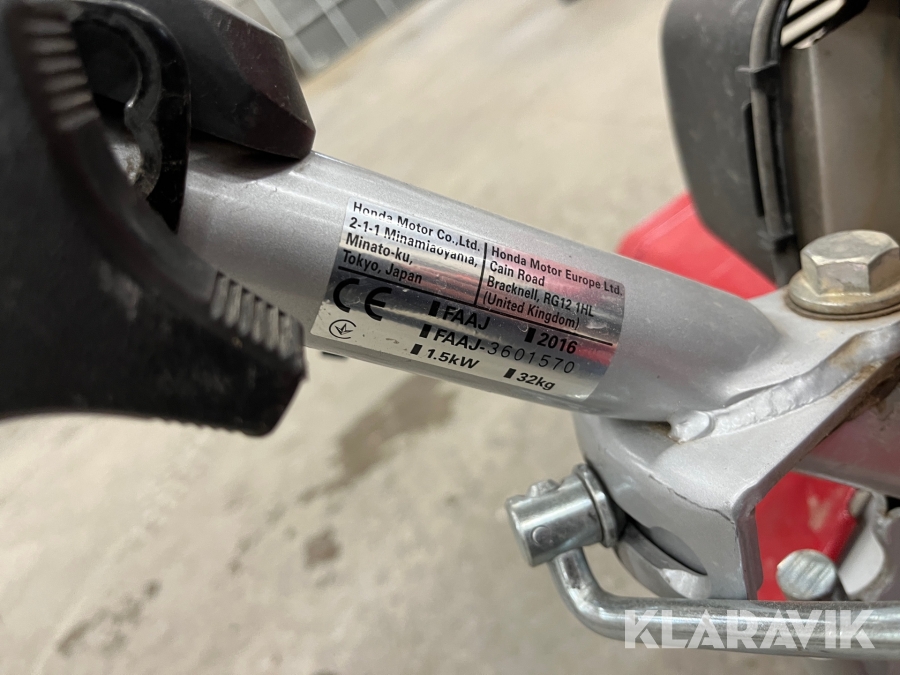 Honda Motor Co.,Ltd.
2-1-1 Minamiaoyama,
Minato-ku,
Tokyo, Japan
Honda Motor Europe Ltd.
Cain Road
Bracknell, RG12 1HL
(United Kingdom)
CE
FAAJ
2016
FAAJ-3601570
1.5kW
32kg
KLARAVIK